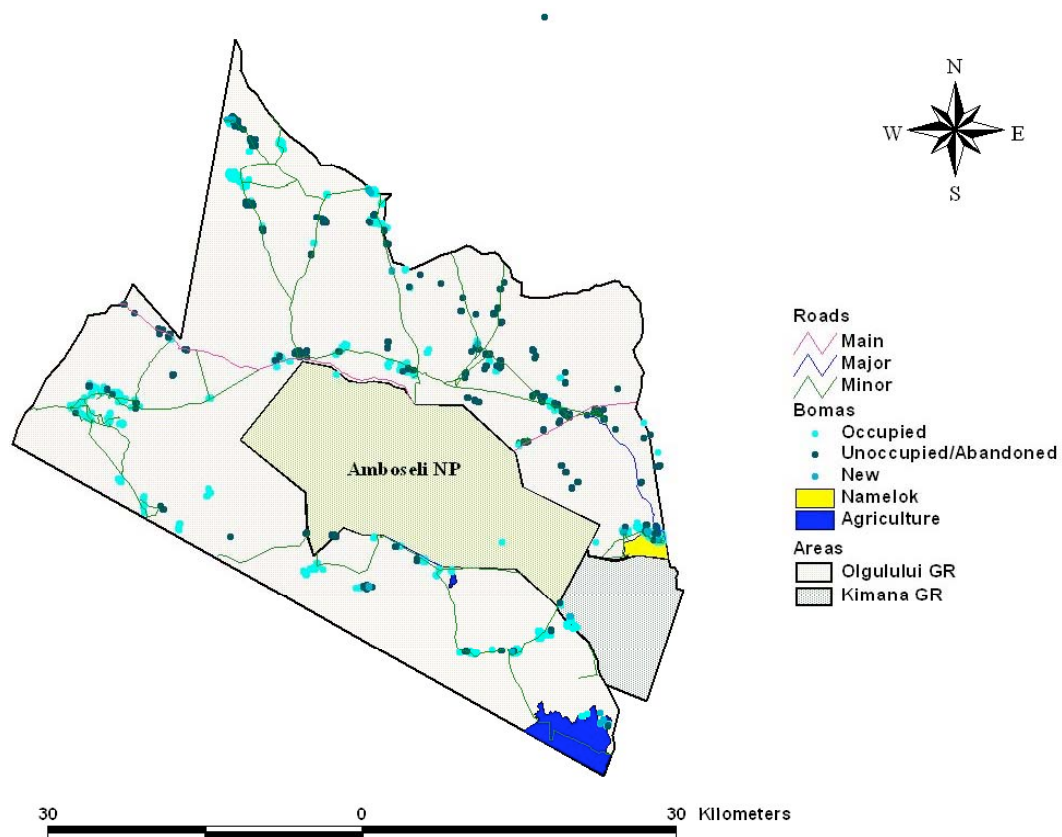 N
W E
S
Roads
Main
Major
Minor
Bomas
Occupied
Unoccupied/Abandoned
New
Namelok
Agriculture
Areas
Olgulului GR
Kimana GR
Amboseli NP
30 0 30 Kilometers